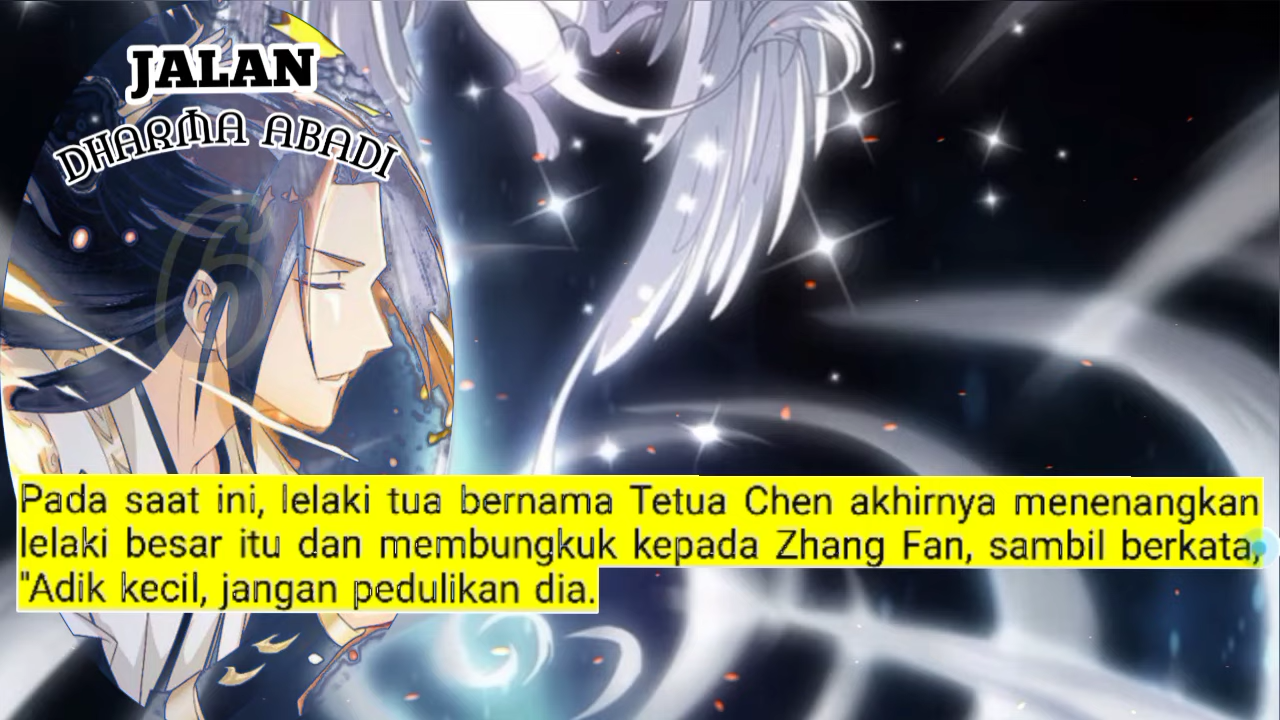 JALAN
DHARMA ABADI
6
Pada saat ini, lelaki tua bernama Tetua Chen akhirnya menenangkan
lelaki besar itu dan membungkuk kepada Zhang Fan, sambil berkata,
"Adik kecil, jangan pedulikan dia.